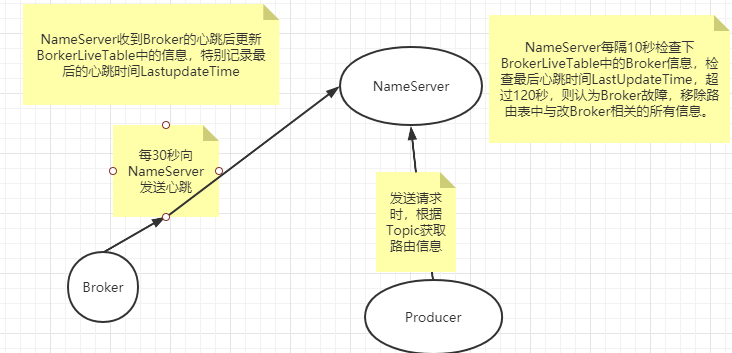 NameServer收到Broker的心跳后更新
BorkerLiveTable中的信息，特别记录最
后的心跳时间LastupdateTime
NameServer每隔10秒检查下
BrokerLiveTable中的Broker信息，检
查最后心跳时间LastUpdateTime，超
过120秒，则认为Broker故障，移除路
由表中与改Broker相关的所有信息。
NameServer
每30秒向
NameServer
发送心跳
发送请求
时，根据
Topic获取
路由信息
Broker
Producer